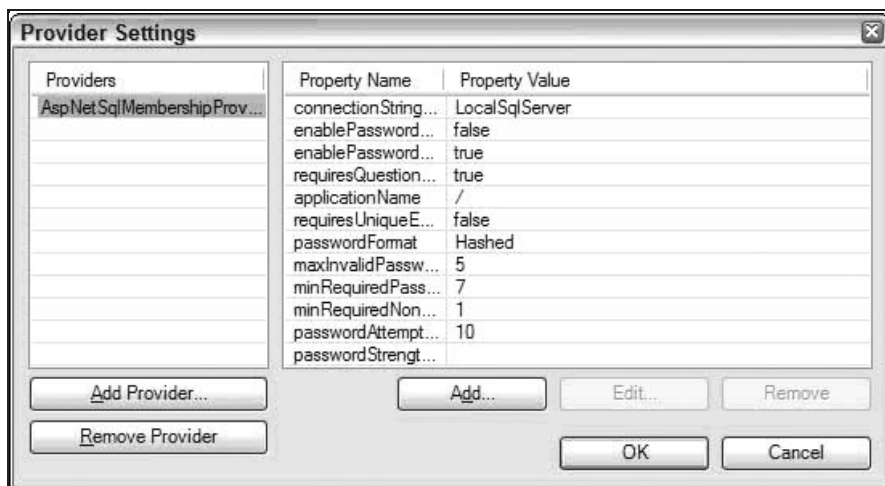 Provider Settings
Providers
AspNetSqlMembershipProv...
Property Name Property Value
connectionString... LocalSqlServer
enablePassword... false
enablePassword... true
requiresQuestion... true
applicationName /
requiresUniqueE... false
passwordFormat Hashed
maxInvalidPassw... 5
minRequiredPass... 7
minRequiredNon... 1
passwordAttempt... 10
passwordStrengt...
Add Provider...
Remove Provider
Add...
Edit...
Remove
OK
Cancel